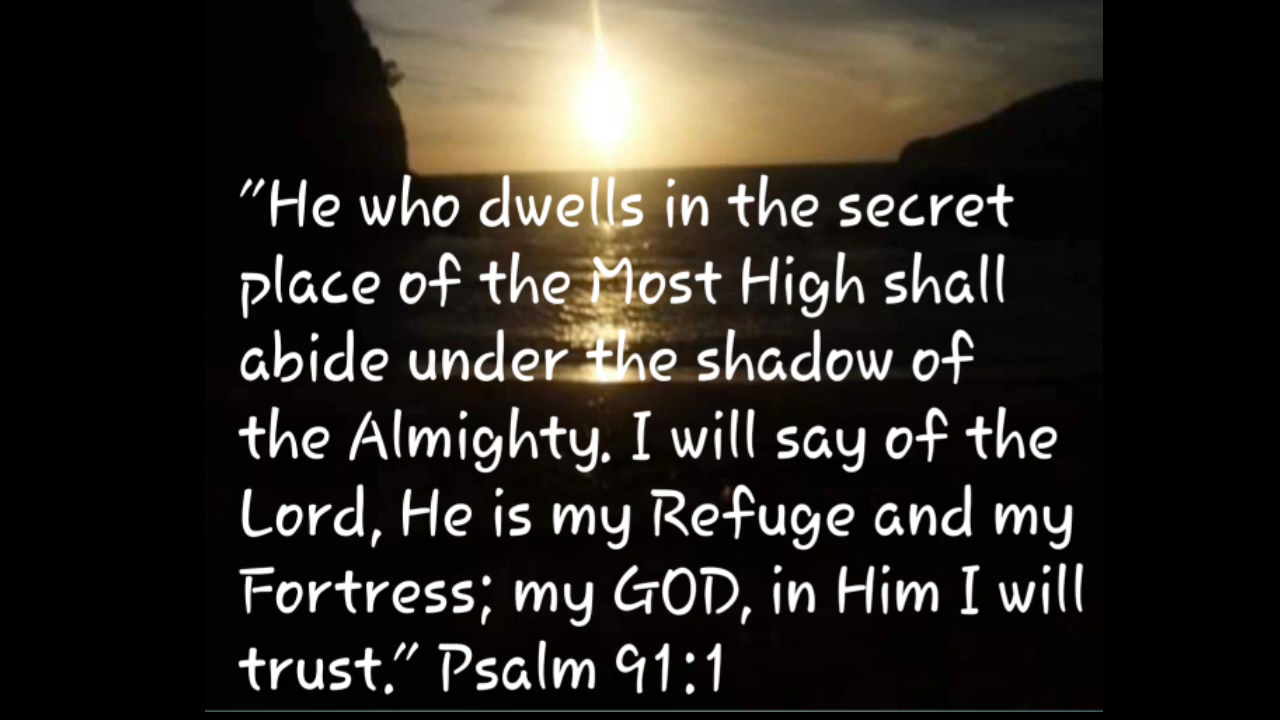 "He who dwells in the secret
place of the Most High shall
abide under the shadow of
the Almighty. I will say of the
Lord, He is my Refuge and my
Fortress; my GOD, in Him I will
trust." Psalm 91:1